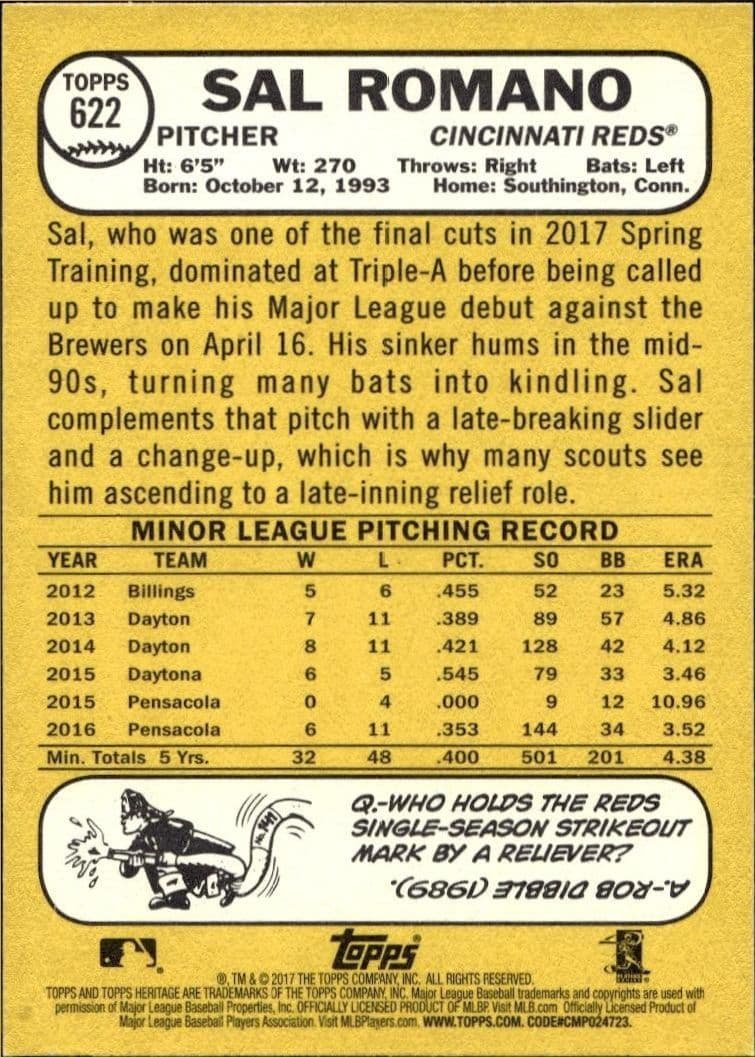 TOPPS
622
SAL ROMANO
PITCHER CINCINNATI REDS®
Ht: 6'5" Wt: 270 Throws: Right Bats: Left
Born: October 12, 1993 Home: Southington, Conn.
Sal, who was one of the final cuts in 2017 Spring
Training, dominated at Triple-A before being called
up to make his Major League debut against the
Brewers on April 16. His sinker hums in the mid-
90s, turning many bats into kindling. Sal
complements that pitch with a late-breaking slider
and a change-up, which is why many scouts see
him ascending to a late-inning relief role.
MINOR LEAGUE PITCHING RECORD
YEAR TEAM W L PCT. SO BB ERA
2012 Billings 5 6 .455 52 23 5.32
2013 Dayton 7 11 .389 89 57 4.86
2014 Dayton 8 11 .421 128 42 4.12
2015 Daytona 6 5 .545 79 33 3.46
2015 Pensacola 0 4 .000 9 12 10.96
2016 Pensacola 6 11 .353 144 34 3.52
Min. Totals 5 Yrs. 32 48 .400 501 201 4.38
Q.-WHO HOLDS THE REDS
SINGLE-SEASON STRIKEOUT
MARK BY A RELIEVER?
A.-ROB DIBBLE (1989).
topps
®, TM & © 2017 THE TOPPS COMPANY, INC. ALL RIGHTS RESERVED.
TOPPS AND TOPPS HERITAGE ARE TRADEMARKS OF THE TOPPS COMPANY, INC. Major League Baseball trademarks and copyrights are used with
permission of Major League Baseball Properties, Inc. OFFICIALLY LICENSED PRODUCT OF MLBP. Visit MLB.com Officially Licensed Product of
Major League Baseball Players Association. Visit MLBPlayers.com. WWW.TOPPS.COM. CODE#CMP024723.